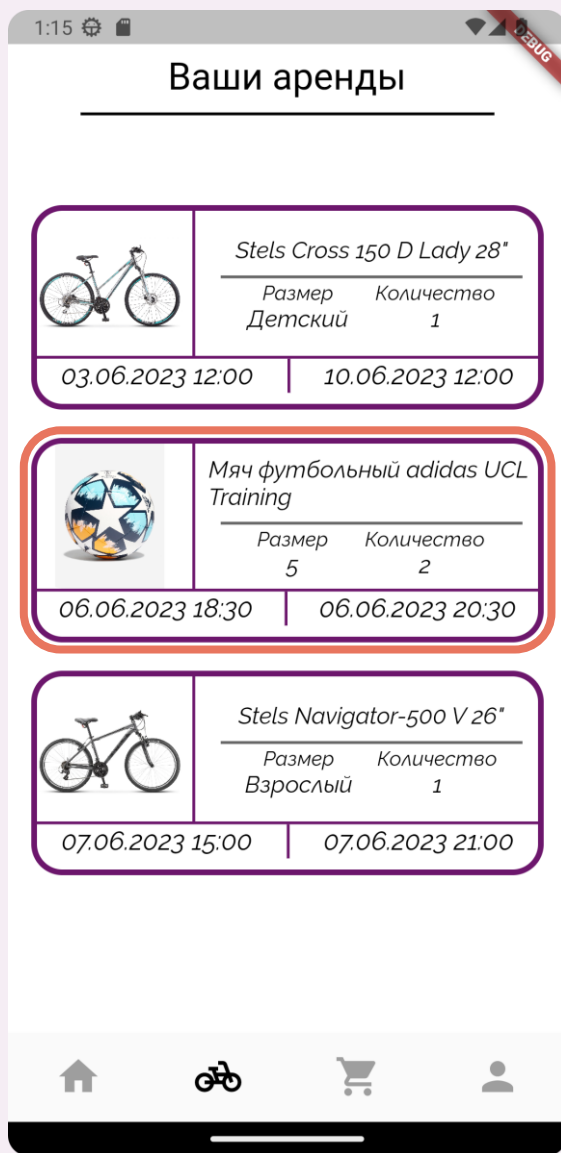 1:15
DEBUG
Ваши аренды
Stels Cross 150 D Lady 28"
Размер Количество
Детский 1
03.06.2023 12:00 10.06.2023 12:00
Мяч футбольный adidas UCL
Training
Размер Количество
5 2
06.06.2023 18:30 06.06.2023 20:30
Stels Navigator-500 V 26"
Размер Количество
Взрослый 1
07.06.2023 15:00 07.06.2023 21:00